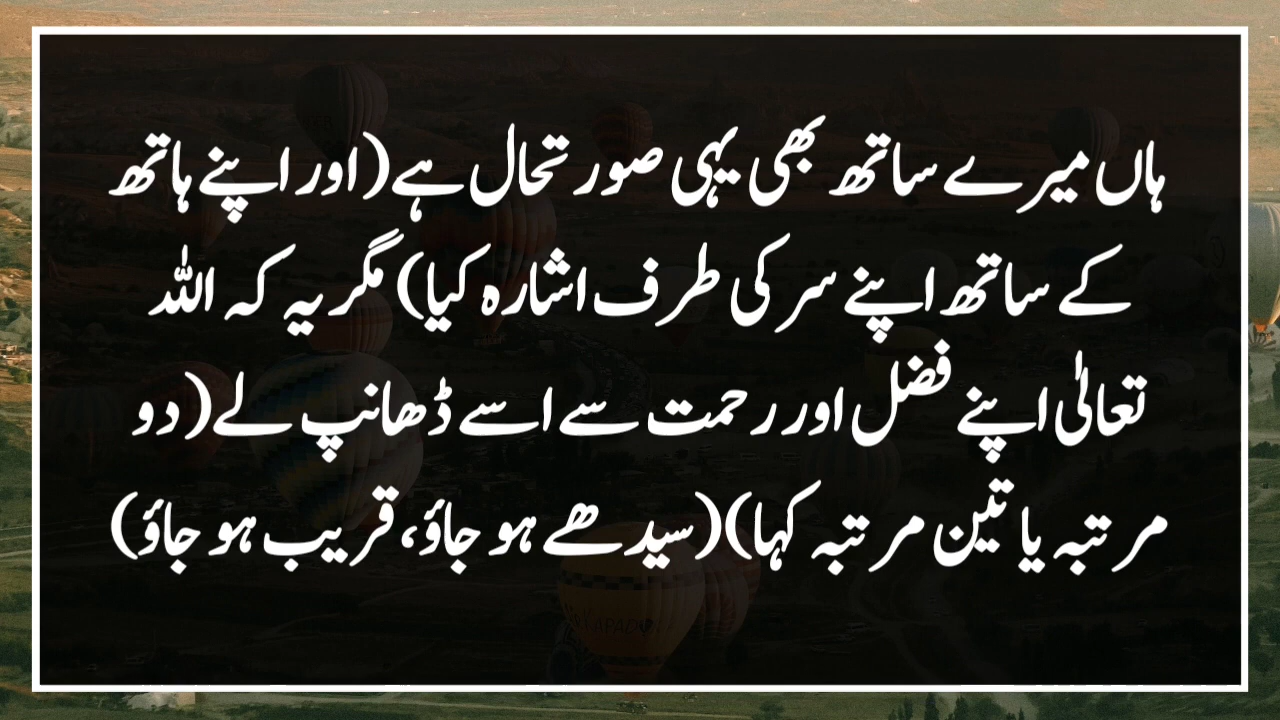 ہاں میرے ساتھ بھی یہی صورتحال ہے(اور اپنے ہاتھ
کے ساتھ اپنے سر کی طرف اشارہ کیا) مگر یہ کہ اللہ
تعالیٰ اپنے فضل اور رحمت سے اسے ڈھانپ لے(دو
مرتبہ یا تین مرتبہ کہا)(سیدھے ہو جاؤ، قریب ہو جاؤ)